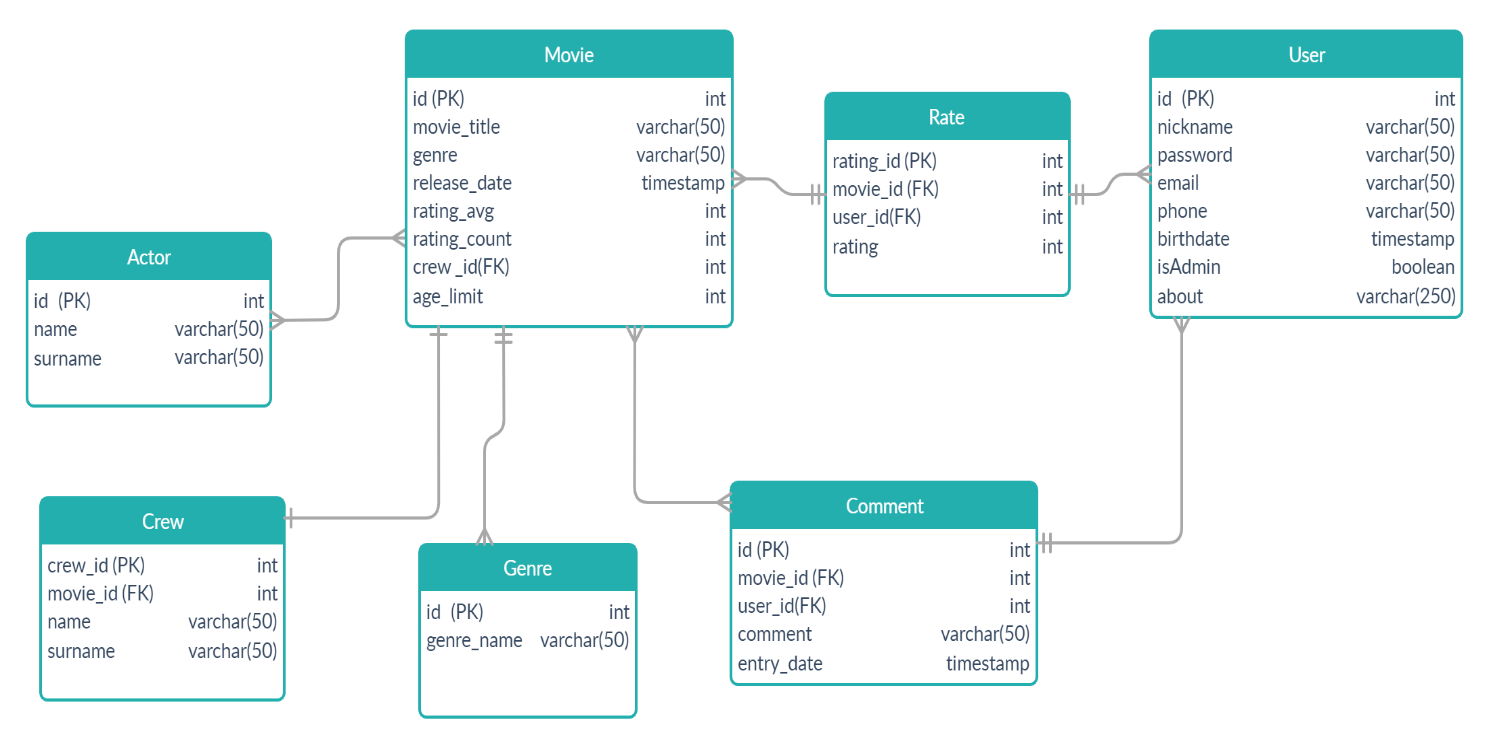 Movie
id (PK) int
movie_title varchar(50)
genre varchar(50)
release_date timestamp
rating_avg int
rating_count int
crew _id(FK) int
age_limit int
Rate
rating_id (PK) int
movie_id (FK) int
user_id(FK) int
rating int
User
id (PK) int
nickname varchar(50)
password varchar(50)
email varchar(50)
phone varchar(50)
birthdate timestamp
isAdmin boolean
about varchar(250)
Actor
id (PK) int
name varchar(50)
surname varchar(50)
Crew
crew_id (PK) int
movie_id (FK) int
name varchar(50)
surname varchar(50)
Genre
id (PK) int
genre_name varchar(50)
Comment
id (PK) int
movie_id (FK) int
user_id(FK) int
comment varchar(50)
entry_date timestamp